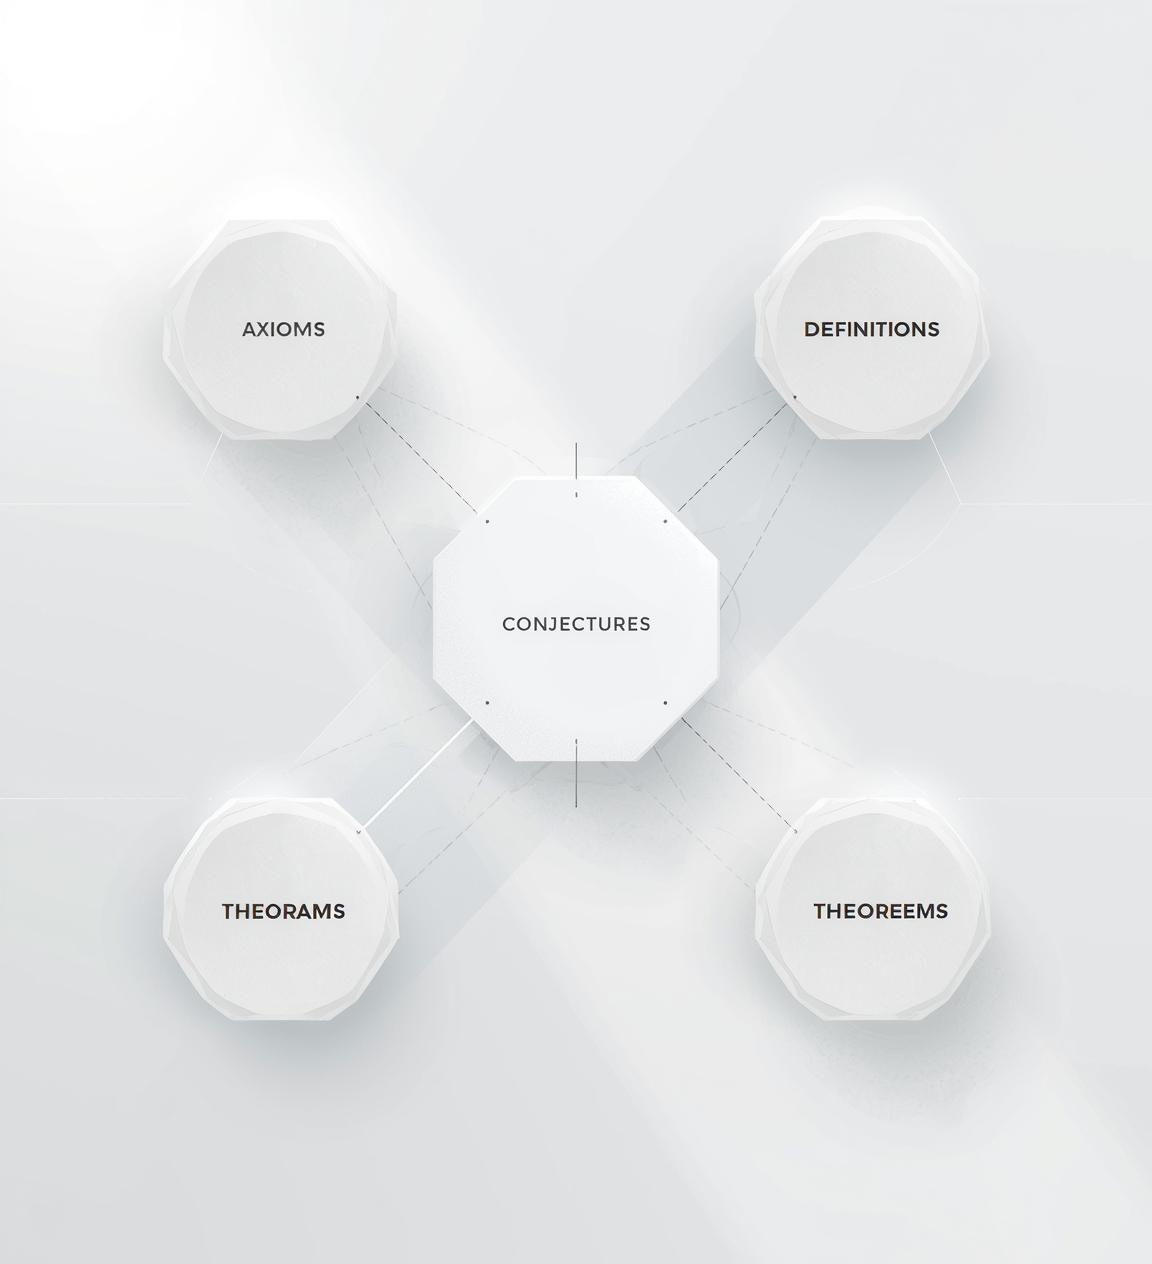 AXIOMS
DEFINITIONS
CONJECTURES
THEORAMS
THEOREEMS